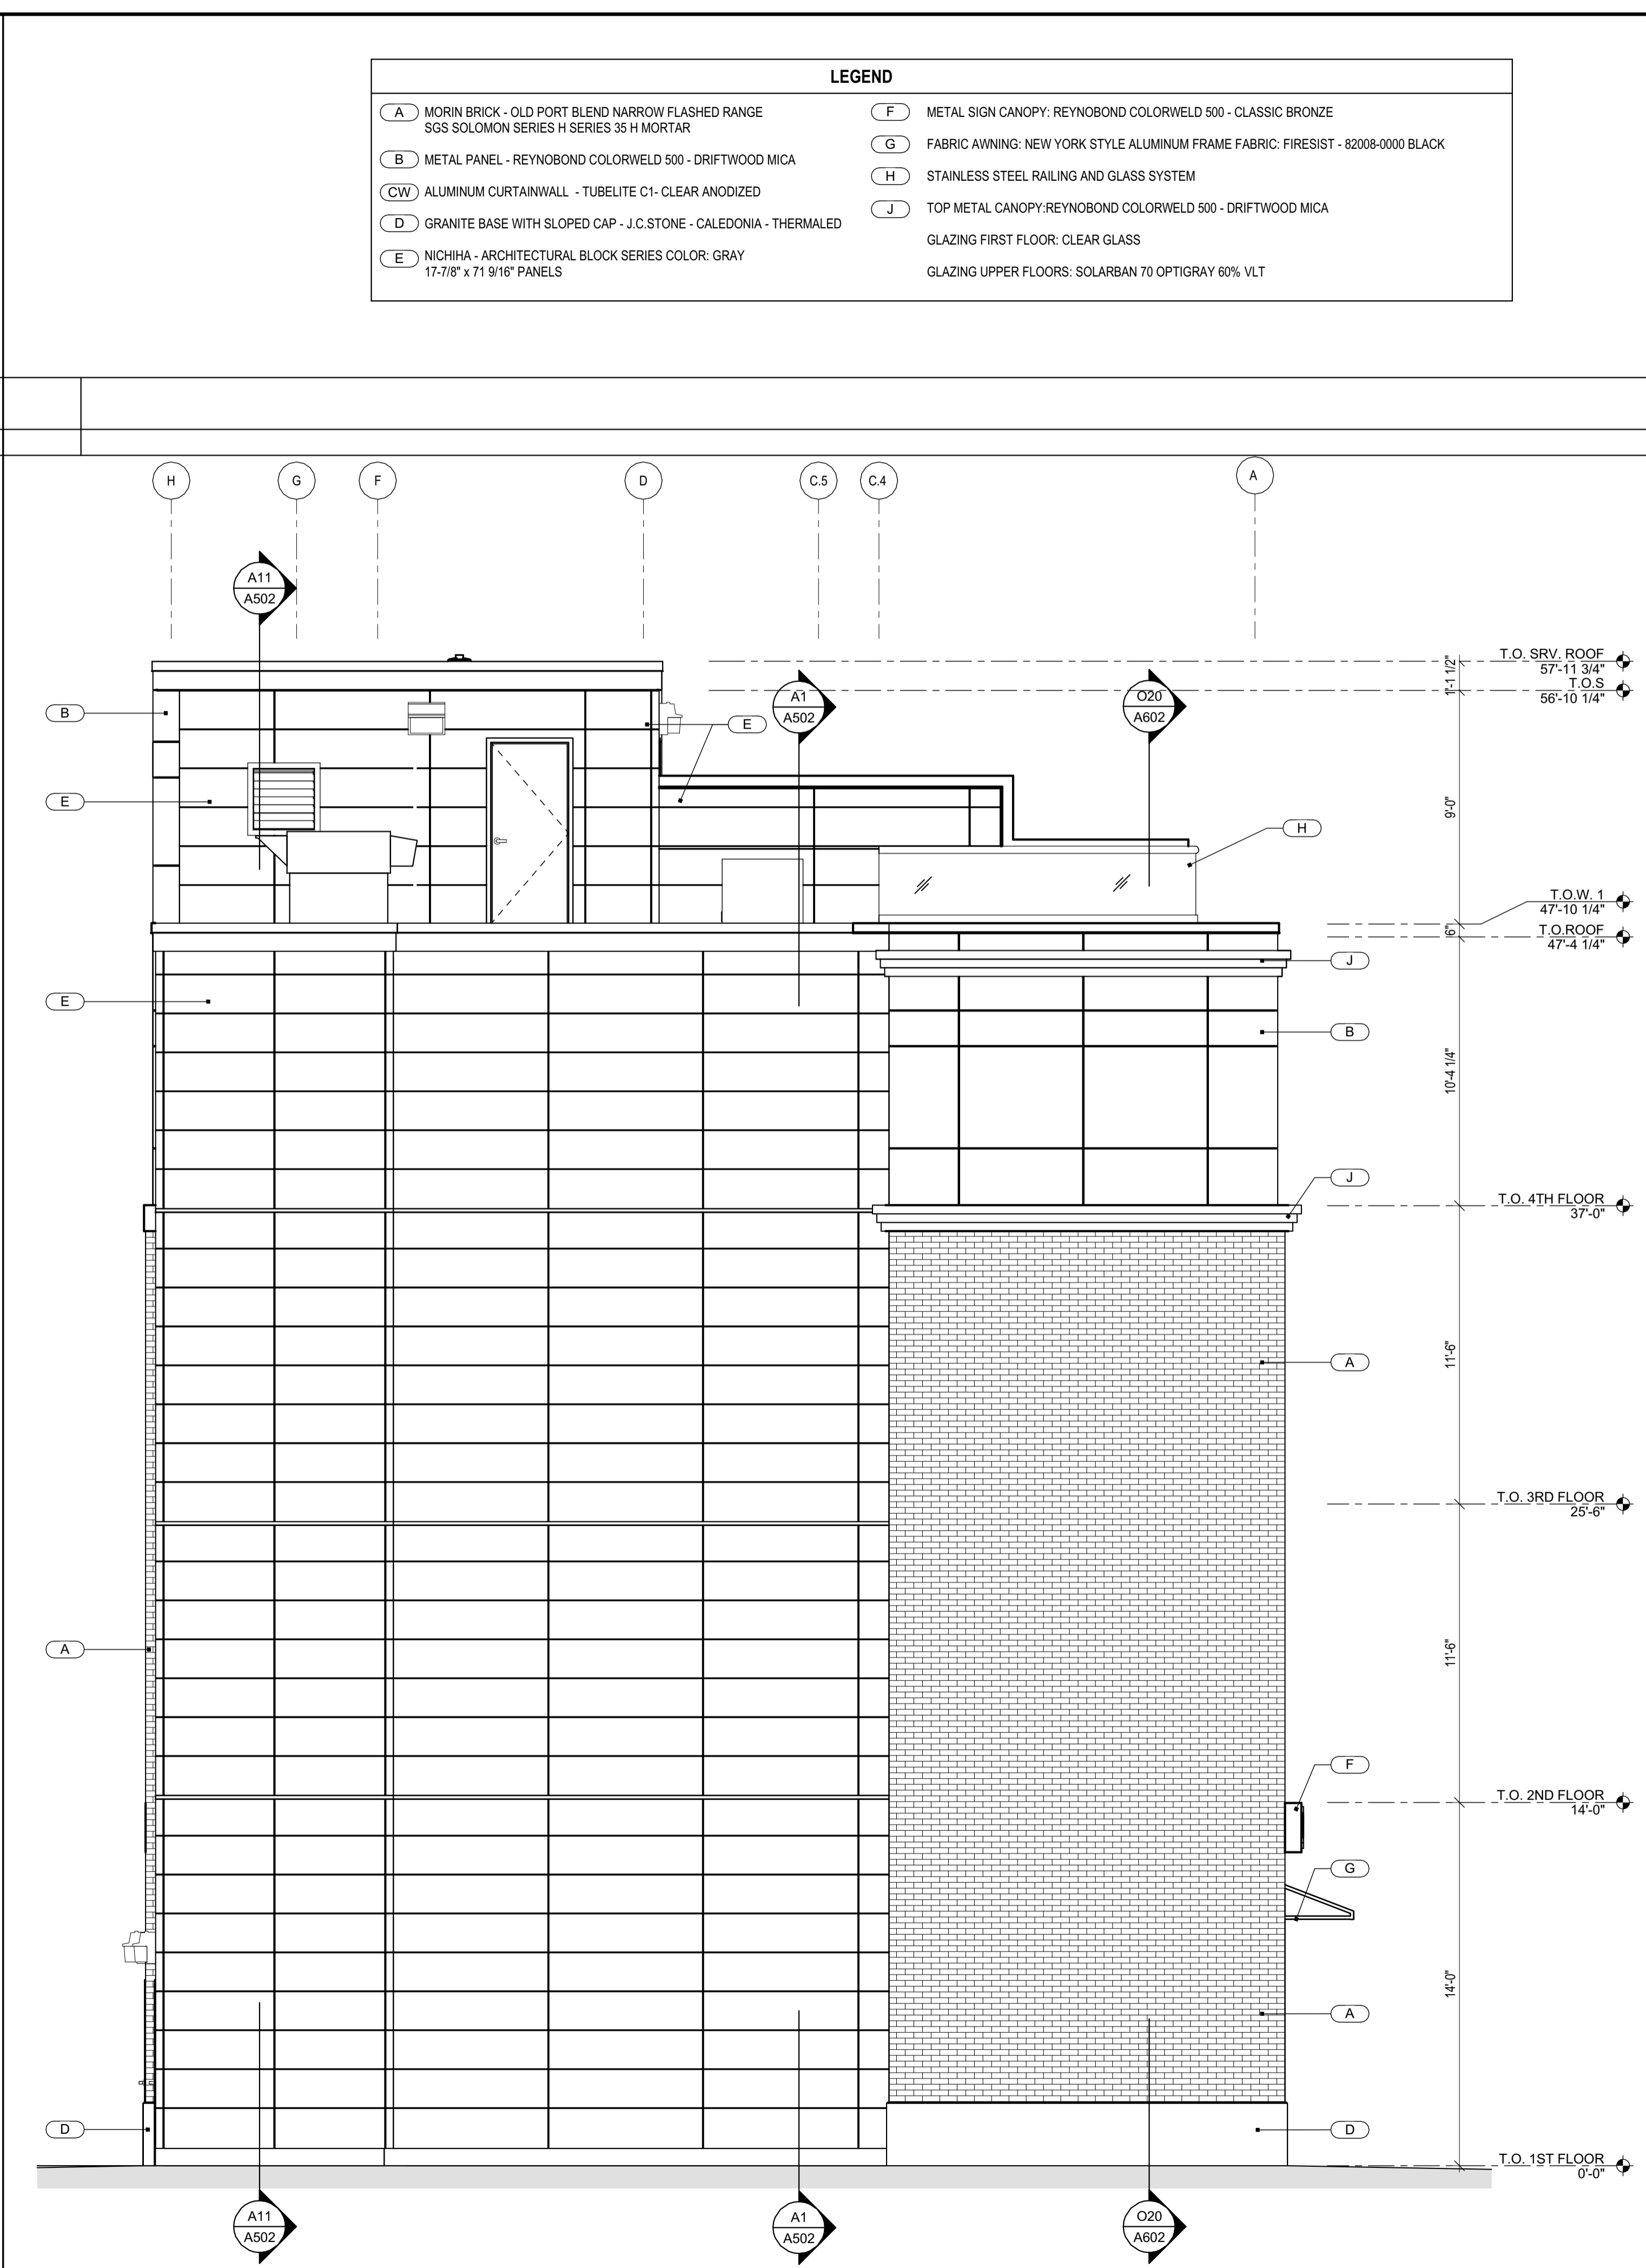 LEGEND
A MORIN BRICK - OLD PORT BLEND NARROW FLASHED RANGE
SGS SOLOMON SERIES H SERIES 35 H MORTAR
B METAL PANEL - REYNOBOND COLORWELD 500 - DRIFTWOOD MICA
CW ALUMINUM CURTAINWALL - TUBELITE C1- CLEAR ANODIZED
D GRANITE BASE WITH SLOPED CAP - J.C.STONE - CALEDONIA - THERMALED
E NICHIHA - ARCHITECTURAL BLOCK SERIES COLOR: GRAY
17-7/8" x 71 9/16" PANELS
F METAL SIGN CANOPY: REYNOBOND COLORWELD 500 - CLASSIC BRONZE
G FABRIC AWNING: NEW YORK STYLE ALUMINUM FRAME FABRIC: FIRESIST - 82008-0000 BLACK
H STAINLESS STEEL RAILING AND GLASS SYSTEM
J TOP METAL CANOPY:REYNOBOND COLORWELD 500 - DRIFTWOOD MICA
GLAZING FIRST FLOOR: CLEAR GLASS
GLAZING UPPER FLOORS: SOLARBAN 70 OPTIGRAY 60% VLT
H G F D C.5 C.4 A
A11
A502
T.O. SRV. ROOF
57'-11 3/4"
1'-1 1/2"
T.O.S
56'-10 1/4"
A1
A502
O20
A602
B
E
E
9'-0"
H
T.O.W. 1
47'-10 1/4"
6"
T.O.ROOF
47'-4 1/4"
J
E
B
10'-4 1/4"
J
T.O. 4TH FLOOR
37'-0"
A
11'-6"
T.O. 3RD FLOOR
25'-6"
A
11'-6"
F
T.O. 2ND FLOOR
14'-0"
G
14'-0"
A
D
D
T.O. 1ST FLOOR
0'-0"
A11
A502
A1
A502
O20
A602